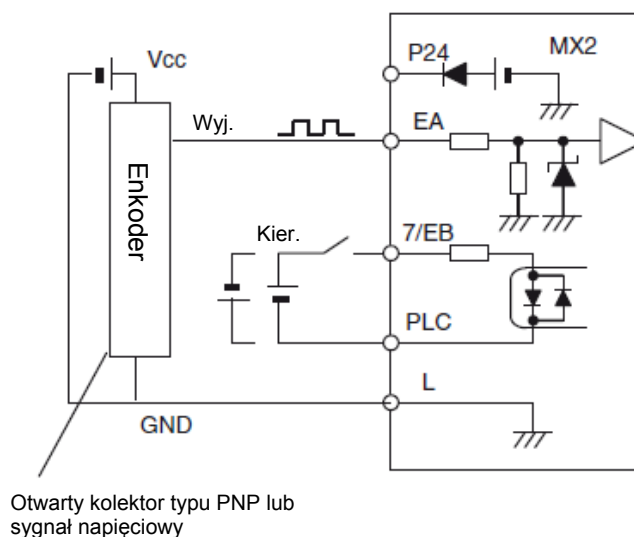 P24
MX2
Vcc
Wyj.
EA
Enkoder
Kier.
7/EB
PLC
L
GND
Otwarty kolektor typu PNP lub
sygnał napięciowy